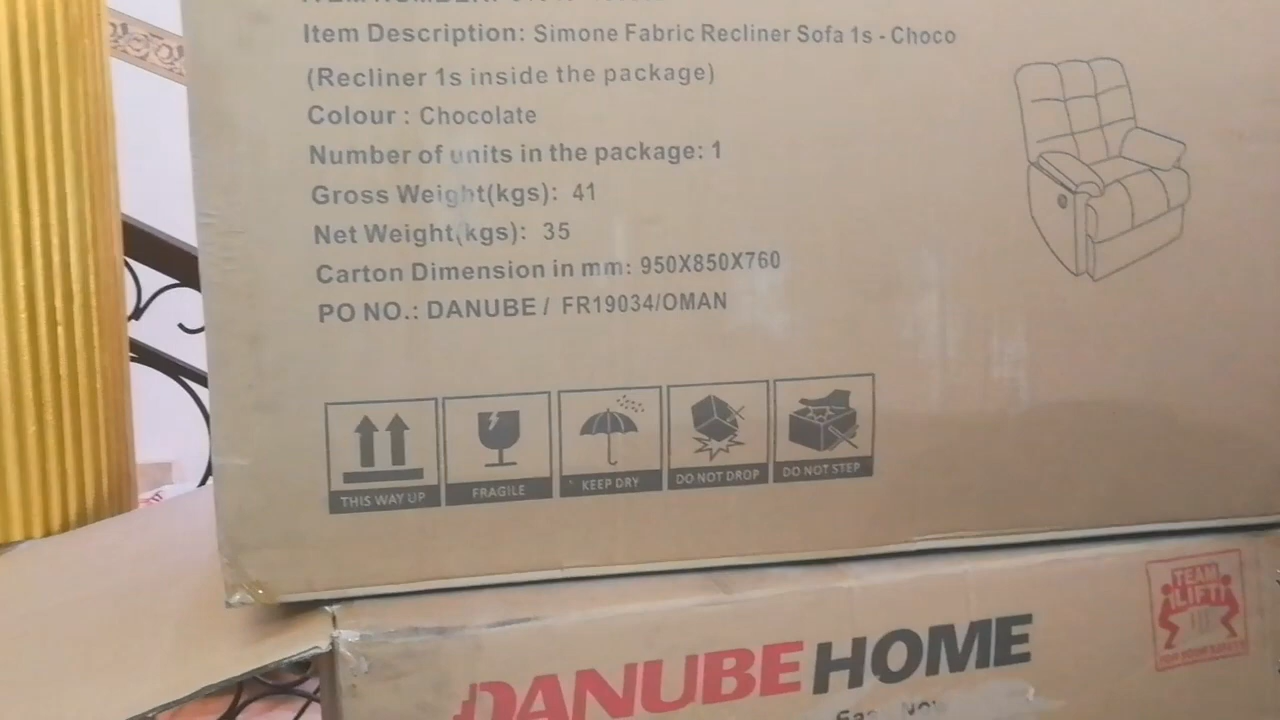 Item Description: Simone Fabric Recliner Sofa 1s - Choco
(Recliner 1s inside the package)
Colour : Chocolate
Number of units in the package: 1
Gross Weight(kgs): 41
Net Weight(kgs): 35
Carton Dimension in mm: 950X850X760
PO NO.: DANUBE / FR19034/OMAN
THIS WAY UP
FRAGILE
KEEP DRY
DO NOT DROP
DO NOT STEP
TEAM
LIFT!
DANUBE HOME